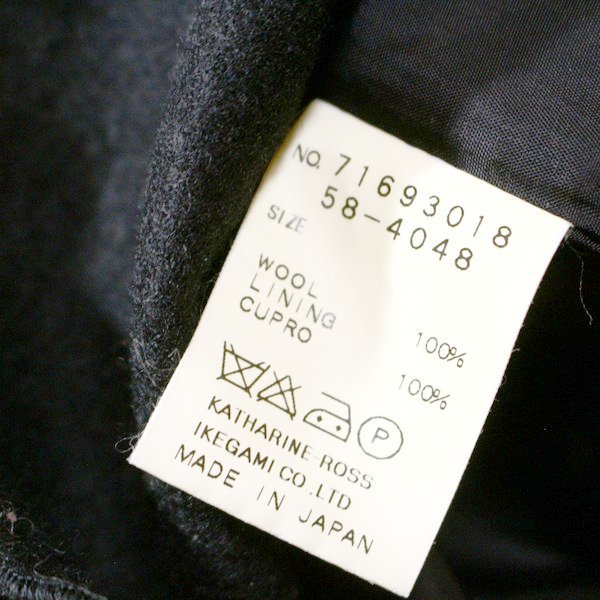 NO. 71693018
58-4048
SIZE
WOOL 100%
LINING
CUPRO 100%
P
KATHARINE-ROSS
IKEGAMI CO.,LTD
MADE IN JAPAN